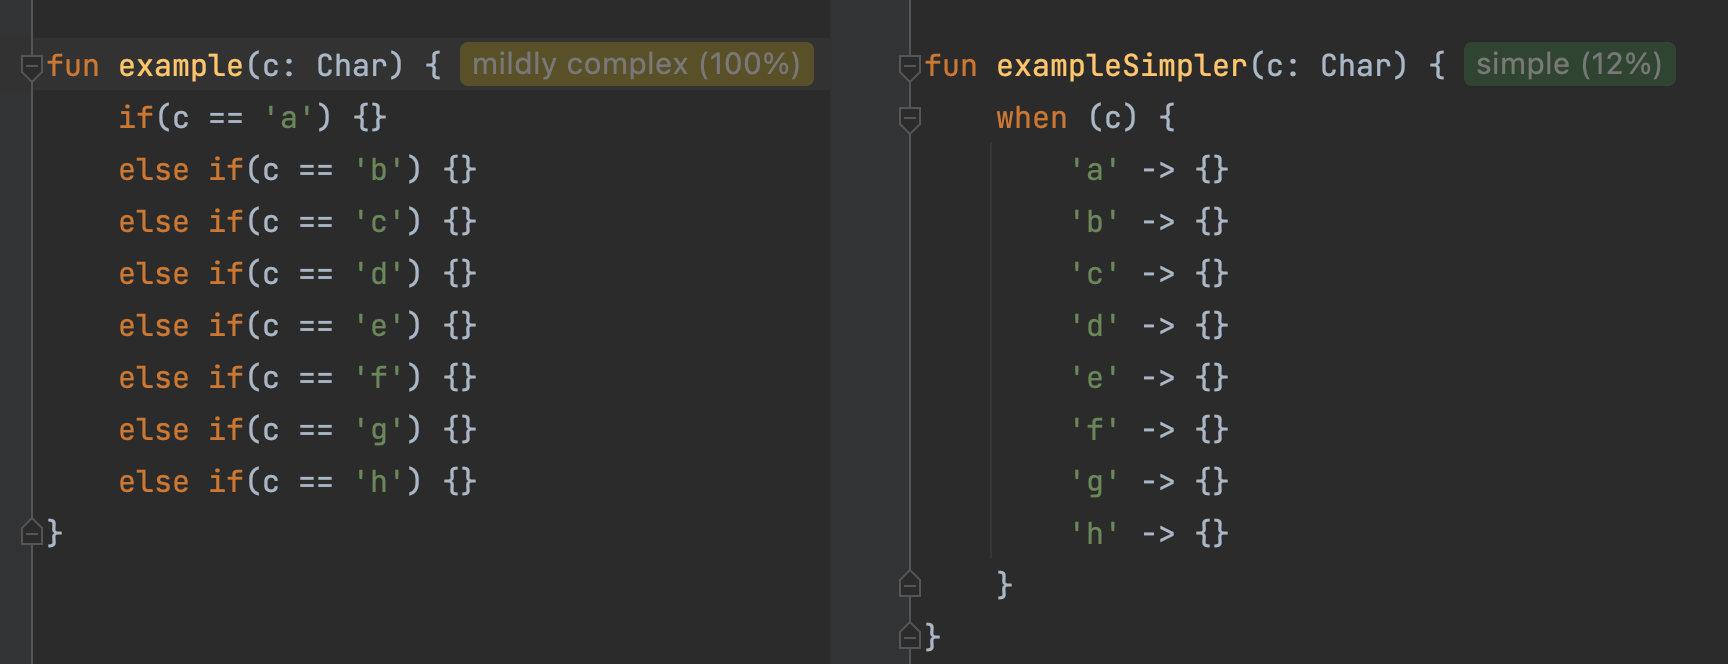 fun example(c: Char) { mildly complex (100%)
    if(c == 'a') {}
    else if(c == 'b') {}
    else if(c == 'c') {}
    else if(c == 'd') {}
    else if(c == 'e') {}
    else if(c == 'f') {}
    else if(c == 'g') {}
    else if(c == 'h') {}
}
fun exampleSimpler(c: Char) { simple (12%)
    when (c) {
        'a' -> {}
        'b' -> {}
        'c' -> {}
        'd' -> {}
        'e' -> {}
        'f' -> {}
        'g' -> {}
        'h' -> {}
    }
}